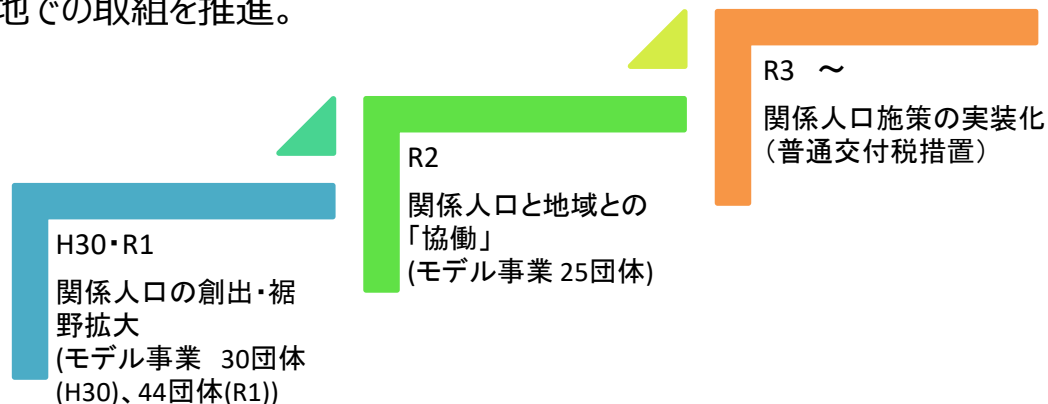 地での取組を推進。
R3　～
関係人口施策の実装化
（普通交付税措置）
R2
関係人口と地域との
「協働」
(モデル事業 25団体)
H30・R1
関係人口の創出・裾
野拡大
(モデル事業　30団体
(H30)、44団体(R1))